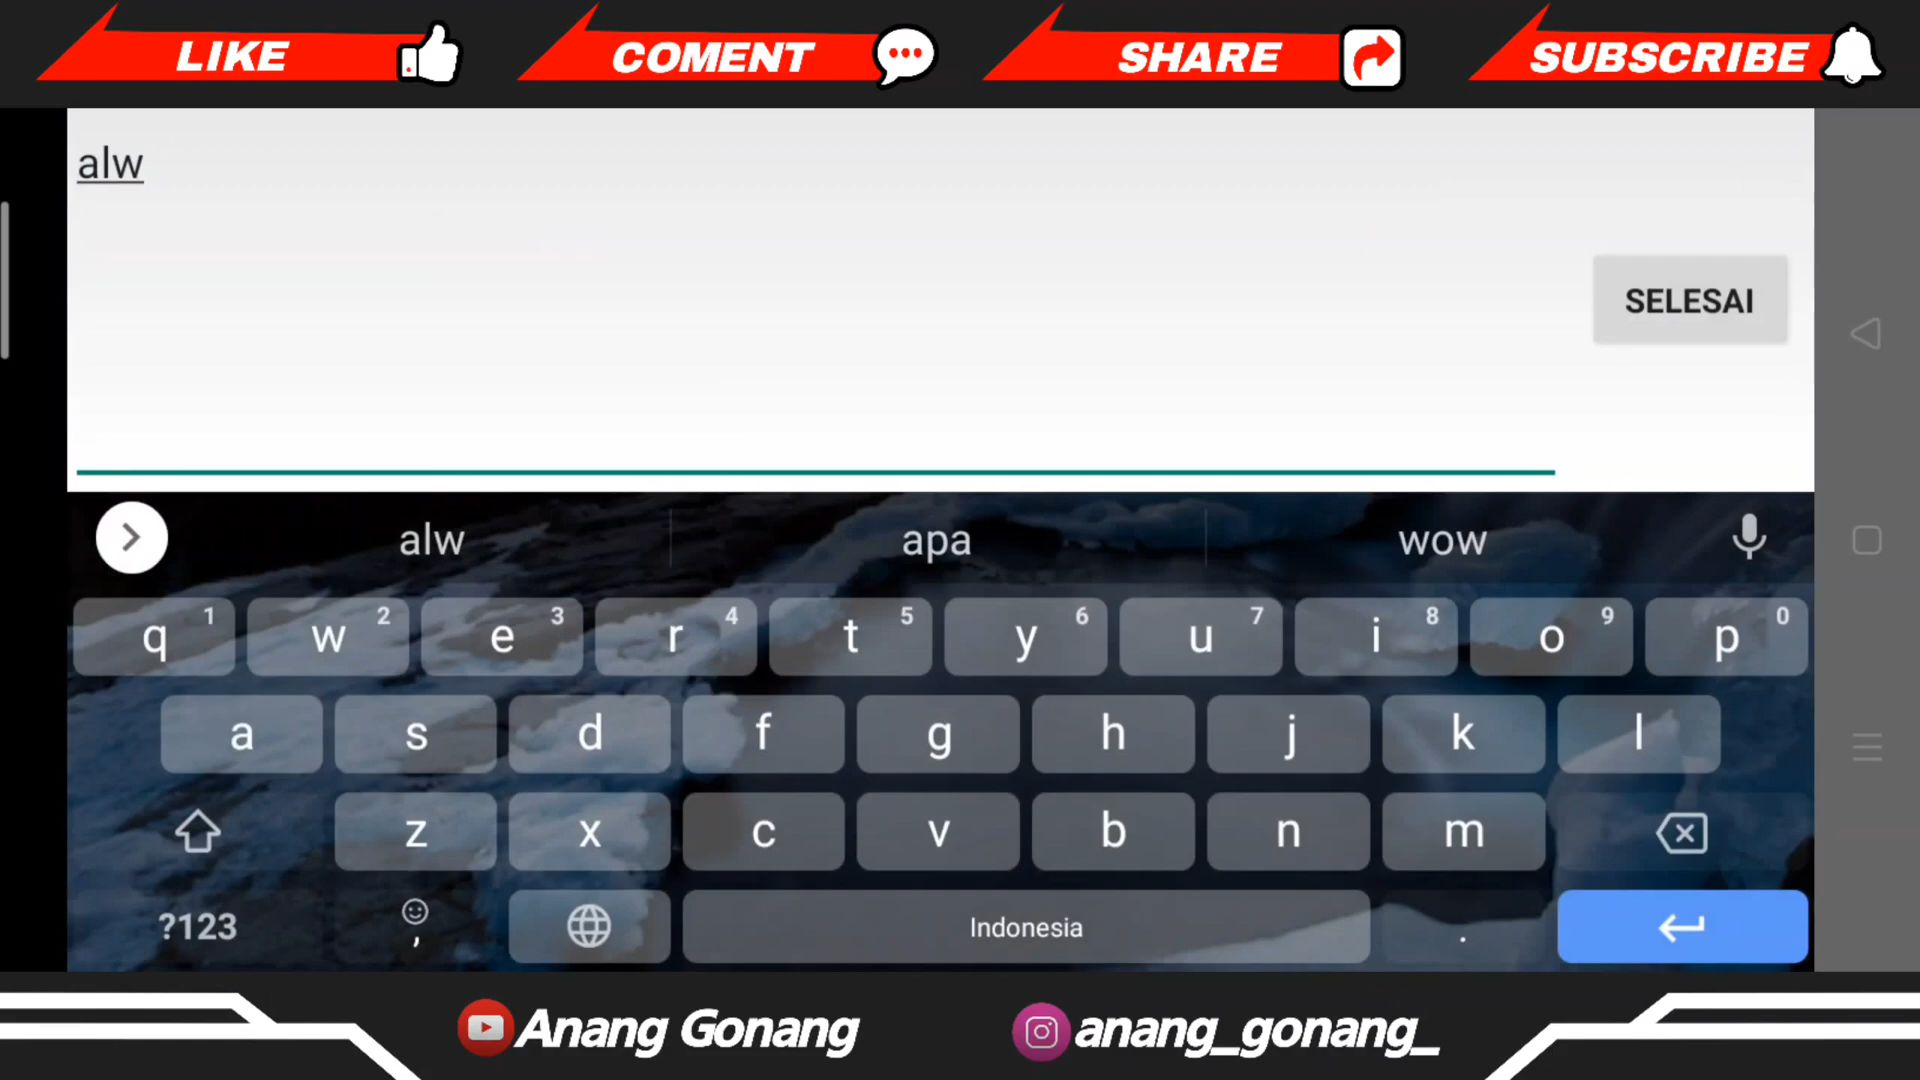 LIKE COMENT SHARE SUBSCRIBE
alw
SELESAI
alw apa wow
q 1 w 2 e 3 r 4 t 5 y 6 u 7 i 8 o 9 p 0
a s d f g h j k l
z x c v b n m
?123 , Indonesia .
Anang Gonang anang_gonang_